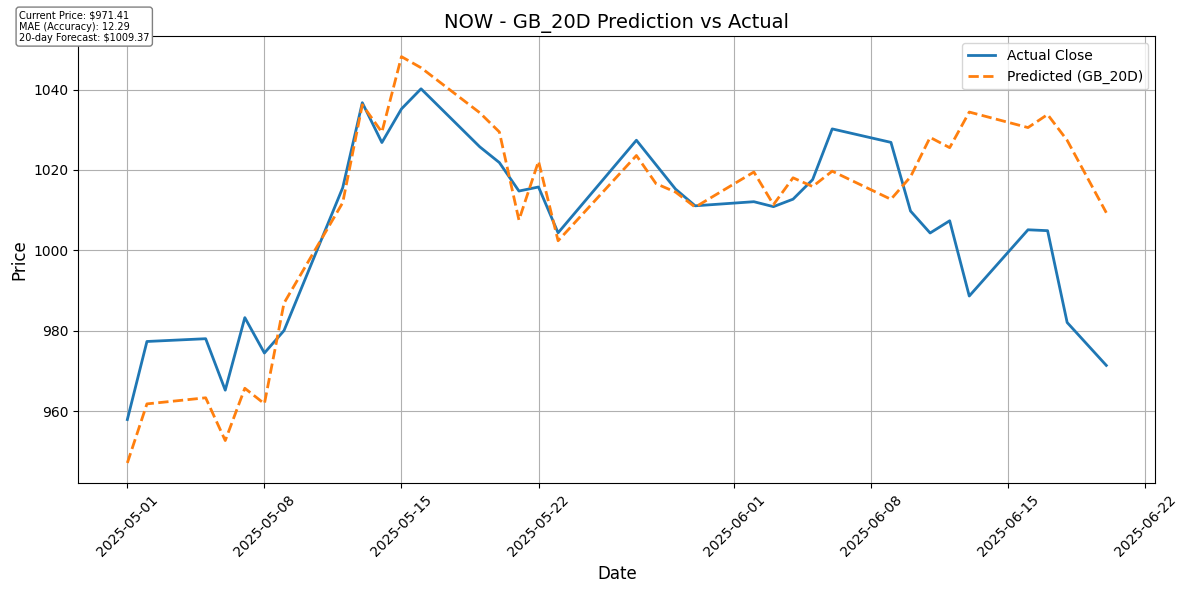 NOW - GB_20D Prediction vs Actual
Current Price: $971.41
MAE (Accuracy): 12.29
20-day Forecast: $1009.37
Actual Close
Predicted (GB_20D)
Price
1040
1020
1000
980
960
2025-05-01
2025-05-08
2025-05-15
2025-05-22
2025-06-01
2025-06-08
2025-06-15
2025-06-22
Date